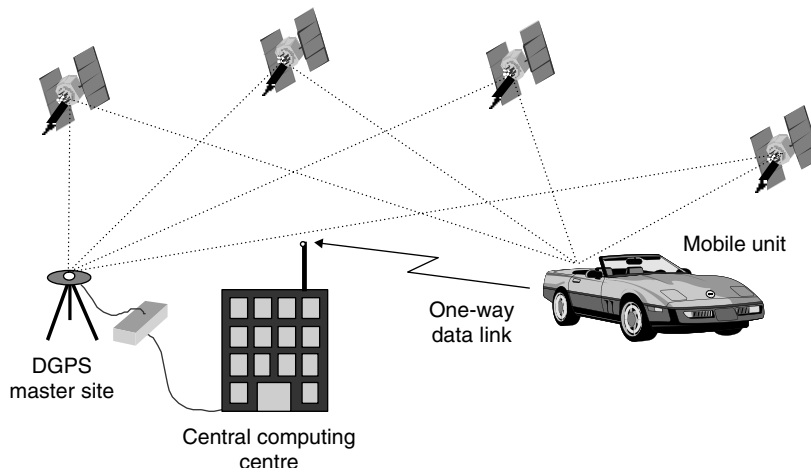 Mobile unit
One-way
data link
DGPS
master site
Central computing
centre